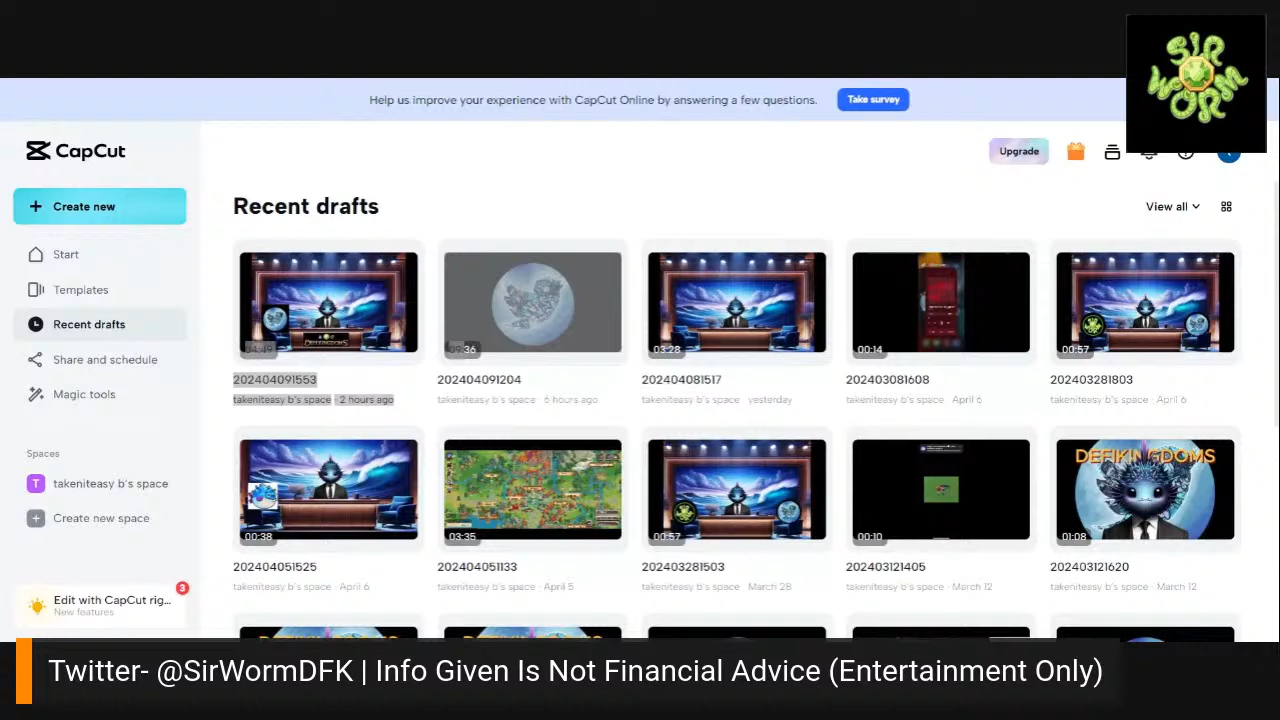 SIR
WORM
Help us improve your experience with CapCut Online by answering a few questions.
Take survey
CapCut
Upgrade
Create new
Recent drafts
View all
Start
Templates
Recent drafts
Share and schedule
Magic tools
04:49
09:36
03:28
00:14
00:57
202404091553
202404091204
202404081517
202403081608
202403281803
takeniteasy b's space · 2 hours ago
takeniteasy b's space · 6 hours ago
takeniteasy b's space · yesterday
takeniteasy b's space · April 6
takeniteasy b's space · April 6
Spaces
T
takeniteasy b's space
Create new space
DEFIKINGDOMS
DEFIKINGDOMS
00:38
03:35
00:57
00:10
01:08
202404051525
202404051133
202403281503
202403121405
202403121620
takeniteasy b's space · April 6
takeniteasy b's space · April 5
takeniteasy b's space · March 28
takeniteasy b's space · March 12
takeniteasy b's space · March 12
3
Edit with CapCut rig...
New features
Twitter- @SirWormDFK | Info Given Is Not Financial Advice (Entertainment Only)